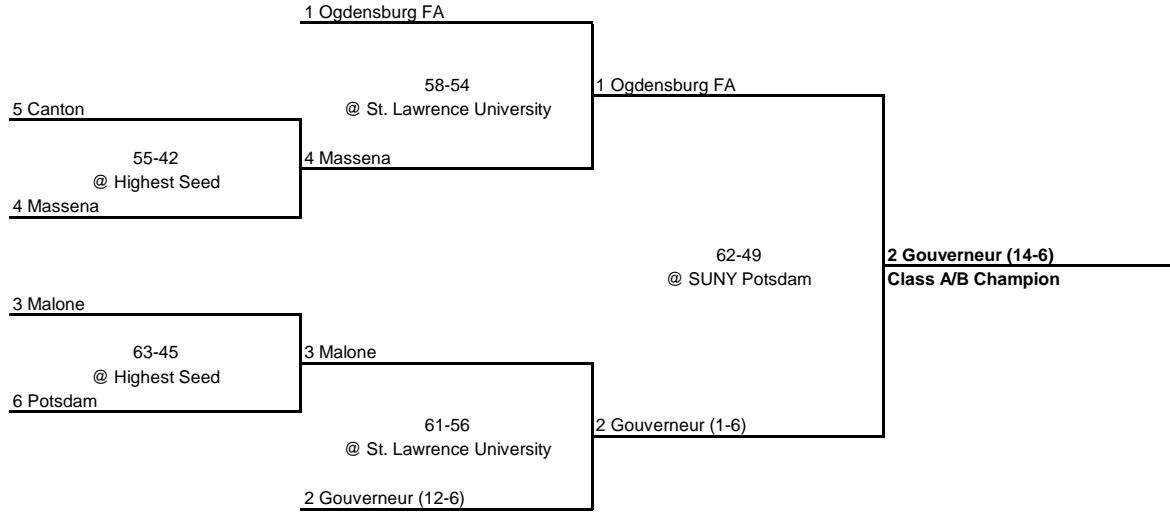 1 Ogdensburg FA
58-54
1 Ogdensburg FA
@ St. Lawrence University
5 Canton
55-42
4 Massena
@ Highest Seed
4 Massena
62-49
2 Gouverneur (14-6)
@ SUNY Potsdam
Class A/B Champion
3 Malone
63-45
3 Malone
@ Highest Seed
6 Potsdam
61-56
2 Gouverneur (1-6)
@ St. Lawrence University
2 Gouverneur (12-6)